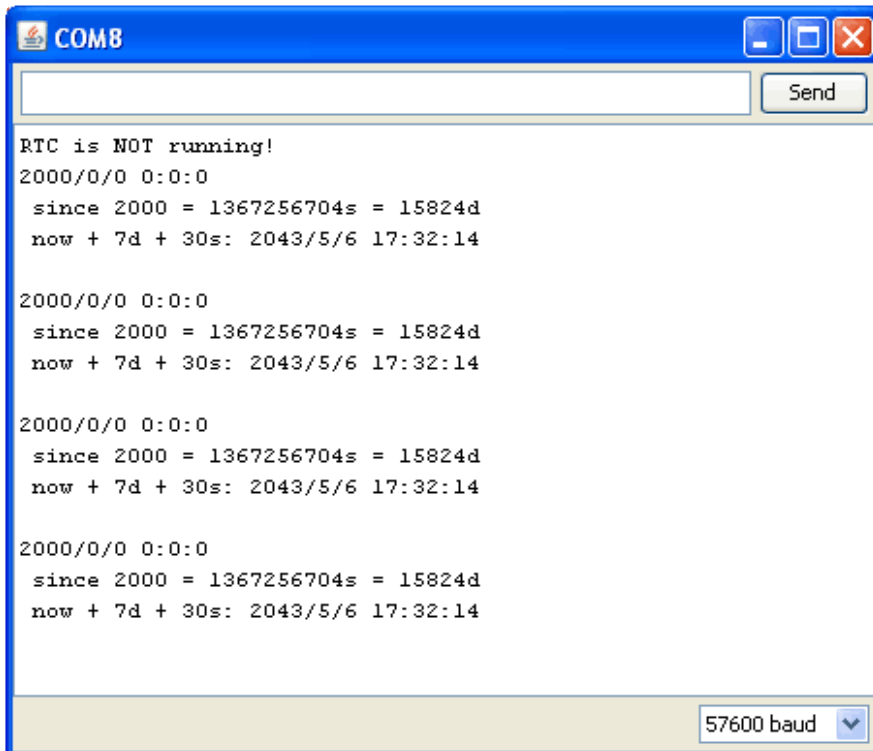 COM8
Send
RTC is NOT running!
2000/0/0 0:0:0
 since 2000 = 1367256704s = 15824d
 now + 7d + 30s: 2043/5/6 17:32:14

2000/0/0 0:0:0
 since 2000 = 1367256704s = 15824d
 now + 7d + 30s: 2043/5/6 17:32:14

2000/0/0 0:0:0
 since 2000 = 1367256704s = 15824d
 now + 7d + 30s: 2043/5/6 17:32:14

2000/0/0 0:0:0
 since 2000 = 1367256704s = 15824d
 now + 7d + 30s: 2043/5/6 17:32:14
57600 baud